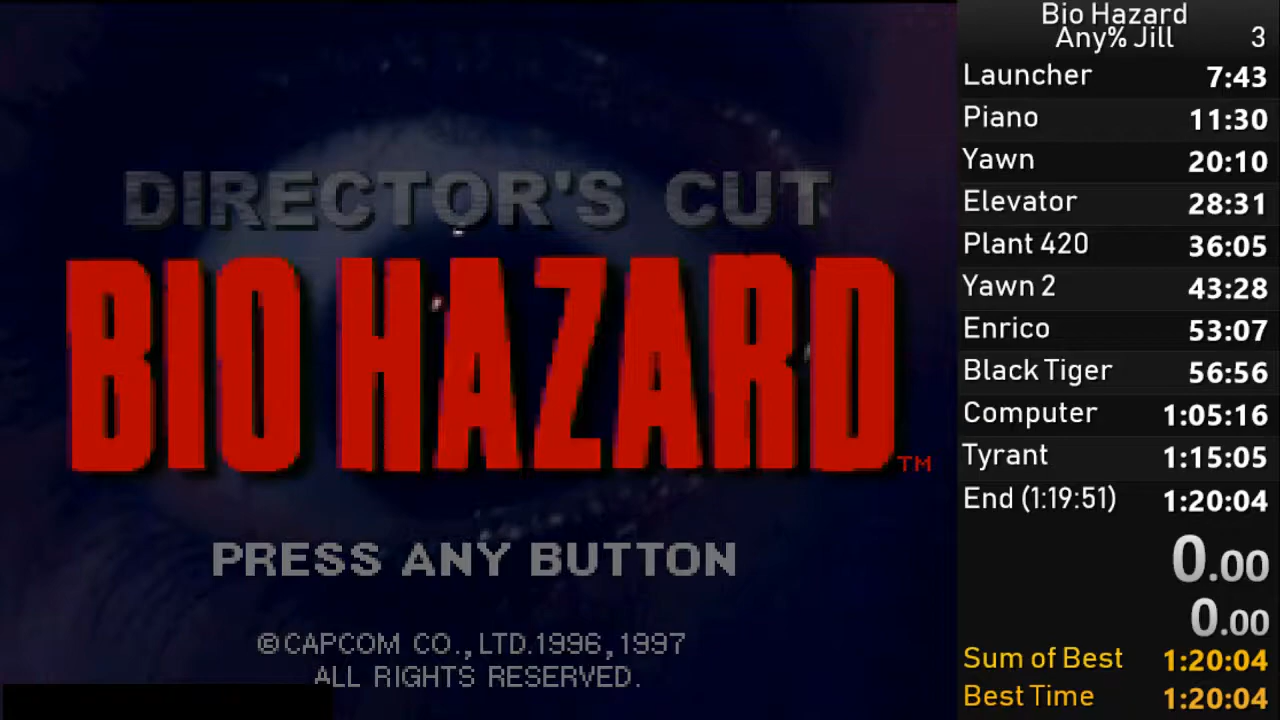 DIRECTOR'S CUT
BIO HAZARD™
PRESS ANY BUTTON
©CAPCOM CO.,LTD.1996,1997
ALL RIGHTS RESERVED.
Bio Hazard
Any% Jill 3
Launcher 7:43
Piano 11:30
Yawn 20:10
Elevator 28:31
Plant 420 36:05
Yawn 2 43:28
Enrico 53:07
Black Tiger 56:56
Computer 1:05:16
Tyrant 1:15:05
End (1:19:51) 1:20:04
0.00
0.00
Sum of Best 1:20:04
Best Time 1:20:04